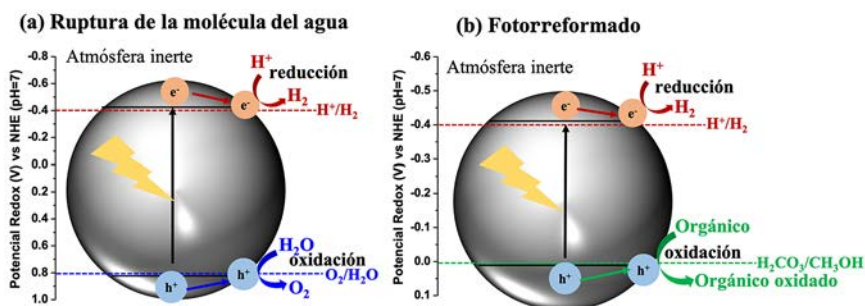 (a) Ruptura de la molécula del agua
Potencial Redox (V) vs NHE (pH=7)
-0.8
-0.6
-0.4
-0.2
0.0
0.2
0.4
0.6
0.8
Atmósfera inerte
e⁻
e⁻
H⁺
reducción
H₂
H⁺/H₂
H₂O
oxidación
O₂/H₂O
h⁺
h⁺
O₂
(b) Fotorreformado
Potencial Redox (V) vs NHE (pH=7)
-0.6
-0.5
-0.4
-0.3
-0.2
-0.1
0.0
0.1
Atmósfera inerte
e⁻
e⁻
H⁺
reducción
H₂
H⁺/H₂
Orgánico
oxidación
H₂CO₃/CH₃OH
h⁺
h⁺
Orgánico oxidado